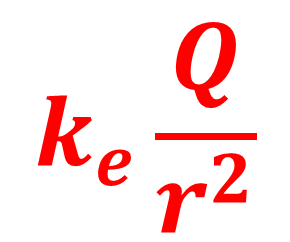 kₑ Q/r²